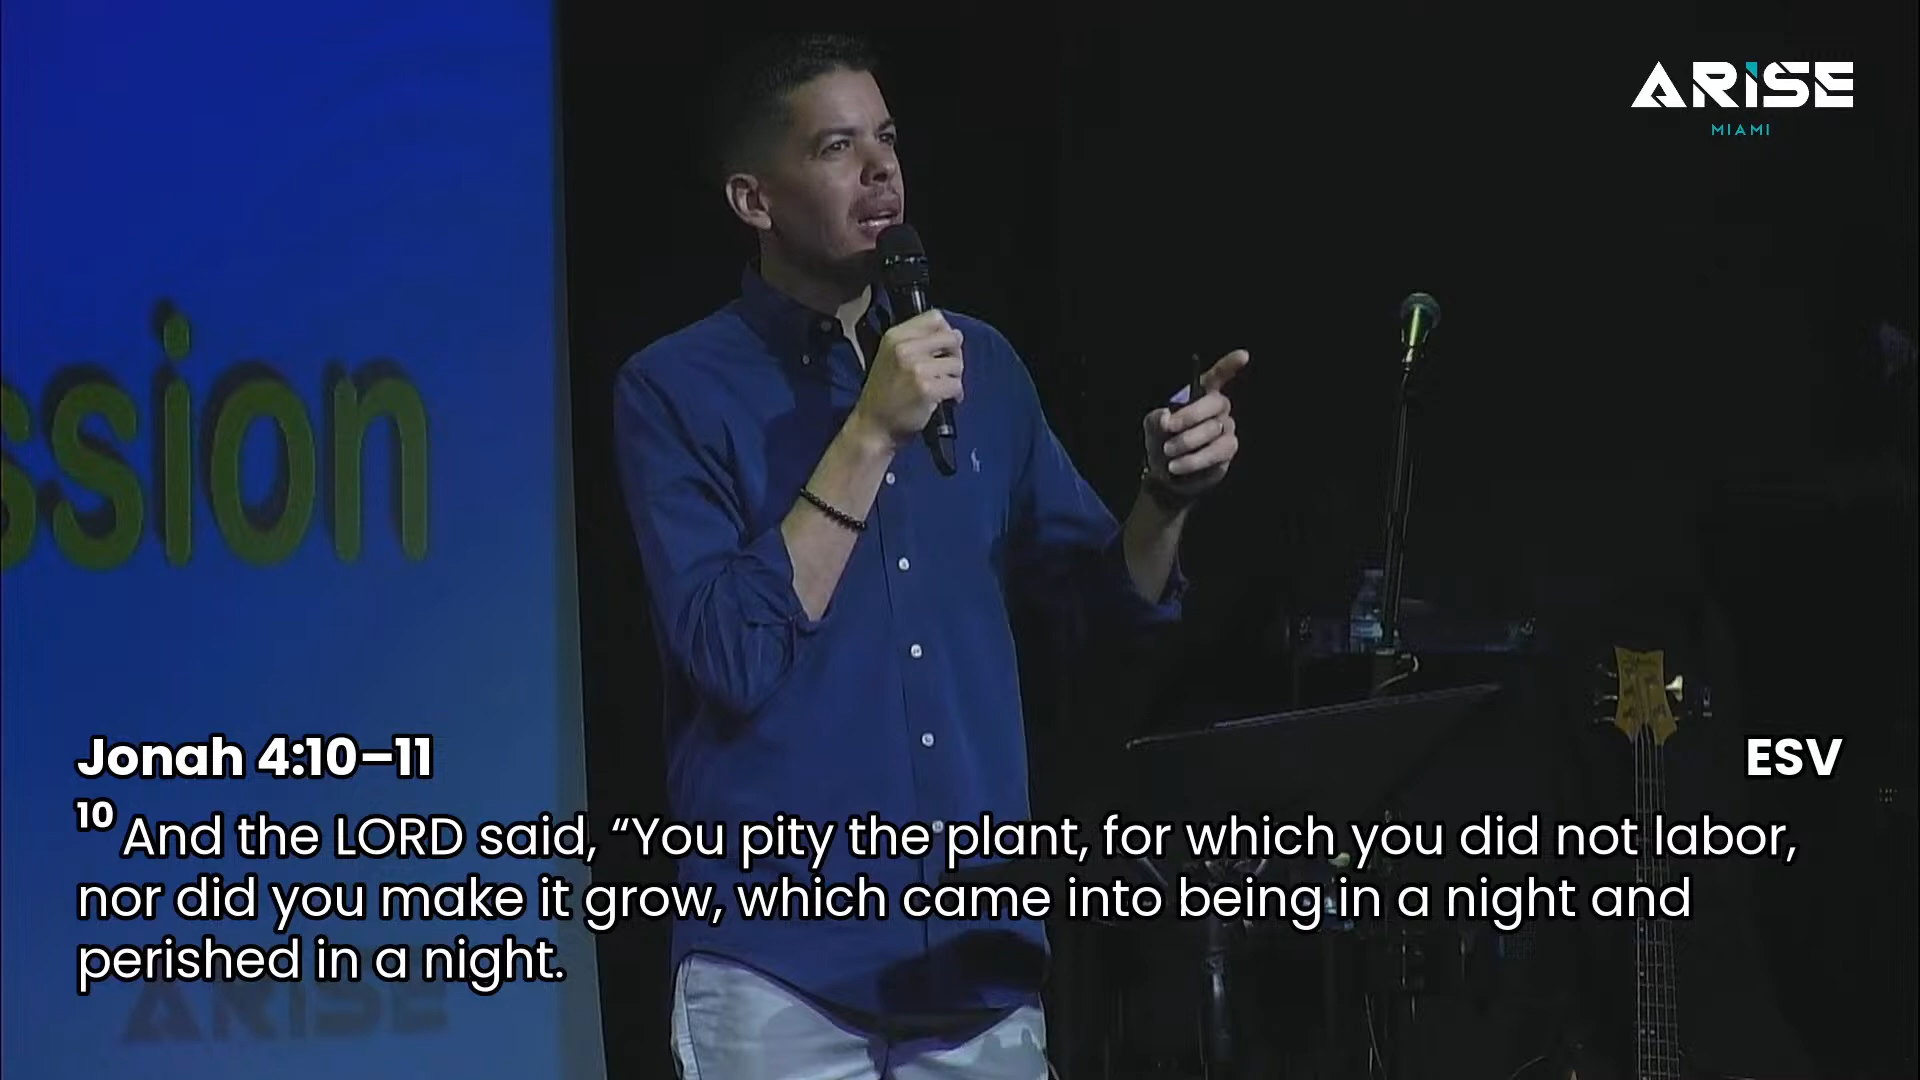 ARISE
MIAMI
ssion
Jonah 4:10–11
ESV
10 And the LORD said, “You pity the plant, for which you did not labor,
nor did you make it grow, which came into being in a night and
perished in a night.
ARISE